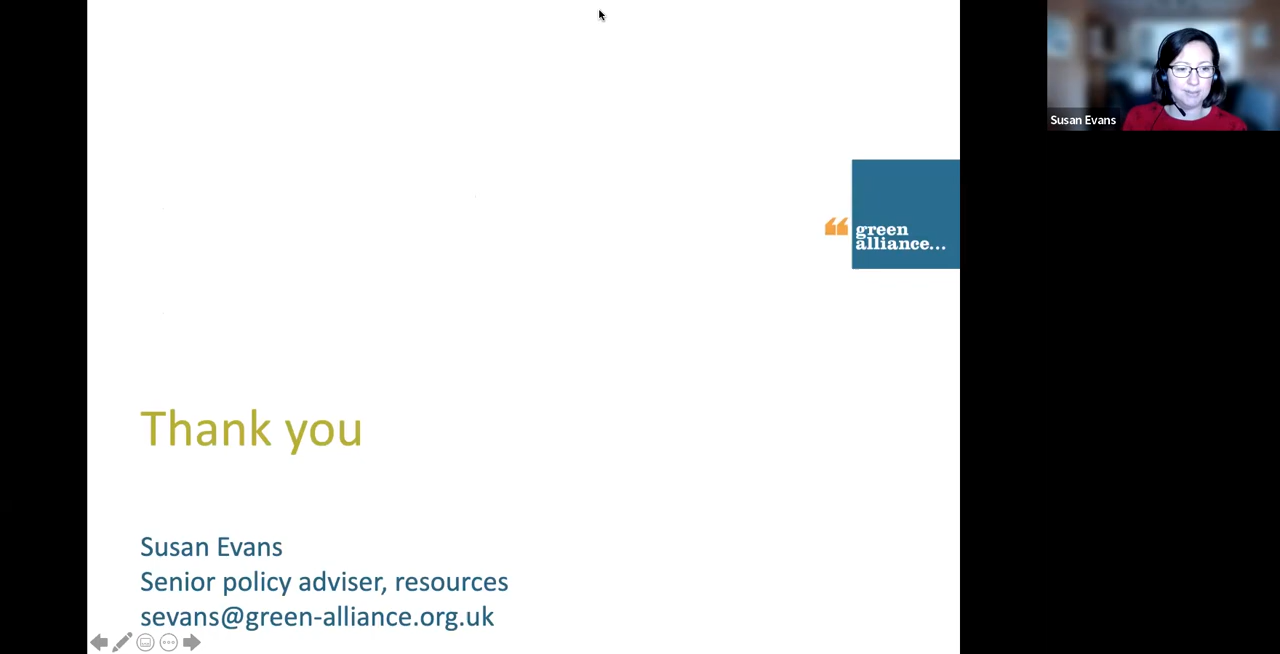 Susan Evans
green
alliance...
Thank you
Susan Evans
Senior policy adviser, resources
sevans@green-alliance.org.uk